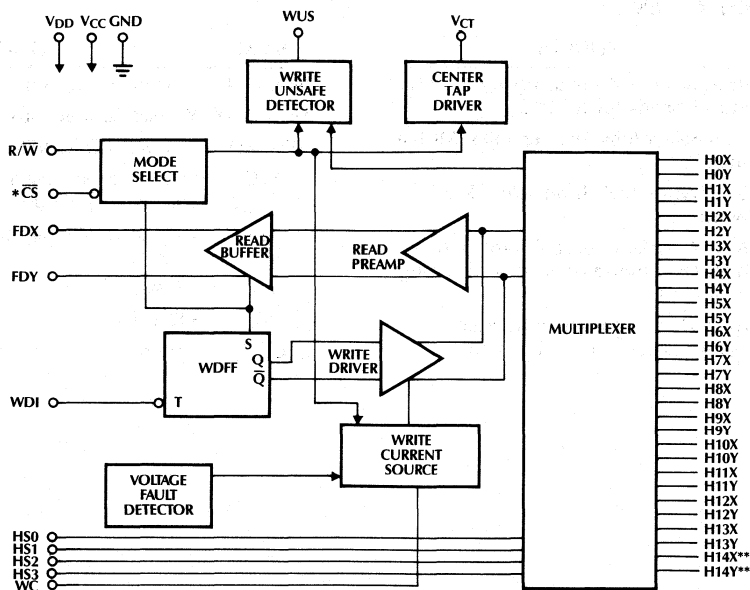 VDD VCC GND
WUS
VCT
WRITE
UNSAFE
DETECTOR
CENTER
TAP
DRIVER
R/W̅
*C̅S̅
MODE
SELECT
FDX
FDY
READ
BUFFER
READ
PREAMP
MULTIPLEXER
S
WDFF
Q
Q̅
T
WDI
WRITE
DRIVER
WRITE
CURRENT
SOURCE
VOLTAGE
FAULT
DETECTOR
HS0
HS1
HS2
HS3
WC
H0X
H0Y
H1X
H1Y
H2X
H2Y
H3X
H3Y
H4X
H4Y
H5X
H5Y
H6X
H6Y
H7X
H7Y
H8X
H8Y
H9X
H9Y
H10X
H10Y
H11X
H11Y
H12X
H12Y
H13X
H13Y
H14X**
H14Y**